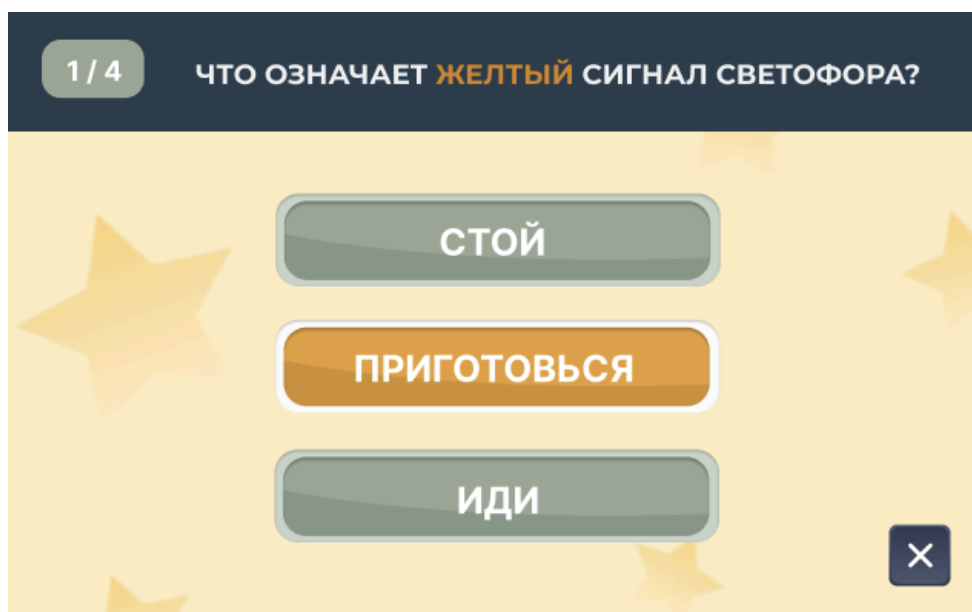 1 / 4
ЧТО ОЗНАЧАЕТ ЖЕЛТЫЙ СИГНАЛ СВЕТОФОРА?
СТОЙ
ПРИГОТОВЬСЯ
ИДИ